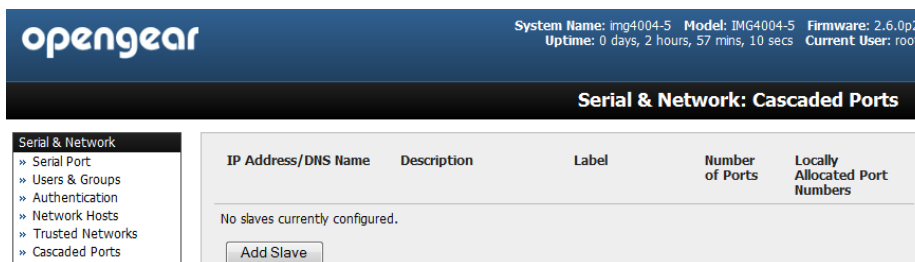 opengear
System Name: img4004-5 Model: IMG4004-5 Firmware: 2.6.0p2
Uptime: 0 days, 2 hours, 57 mins, 10 secs Current User: root
Serial & Network: Cascaded Ports
Serial & Network
» Serial Port
» Users & Groups
» Authentication
» Network Hosts
» Trusted Networks
» Cascaded Ports
IP Address/DNS Name Description Label Number of Ports Locally Allocated Port Numbers
No slaves currently configured.
Add Slave